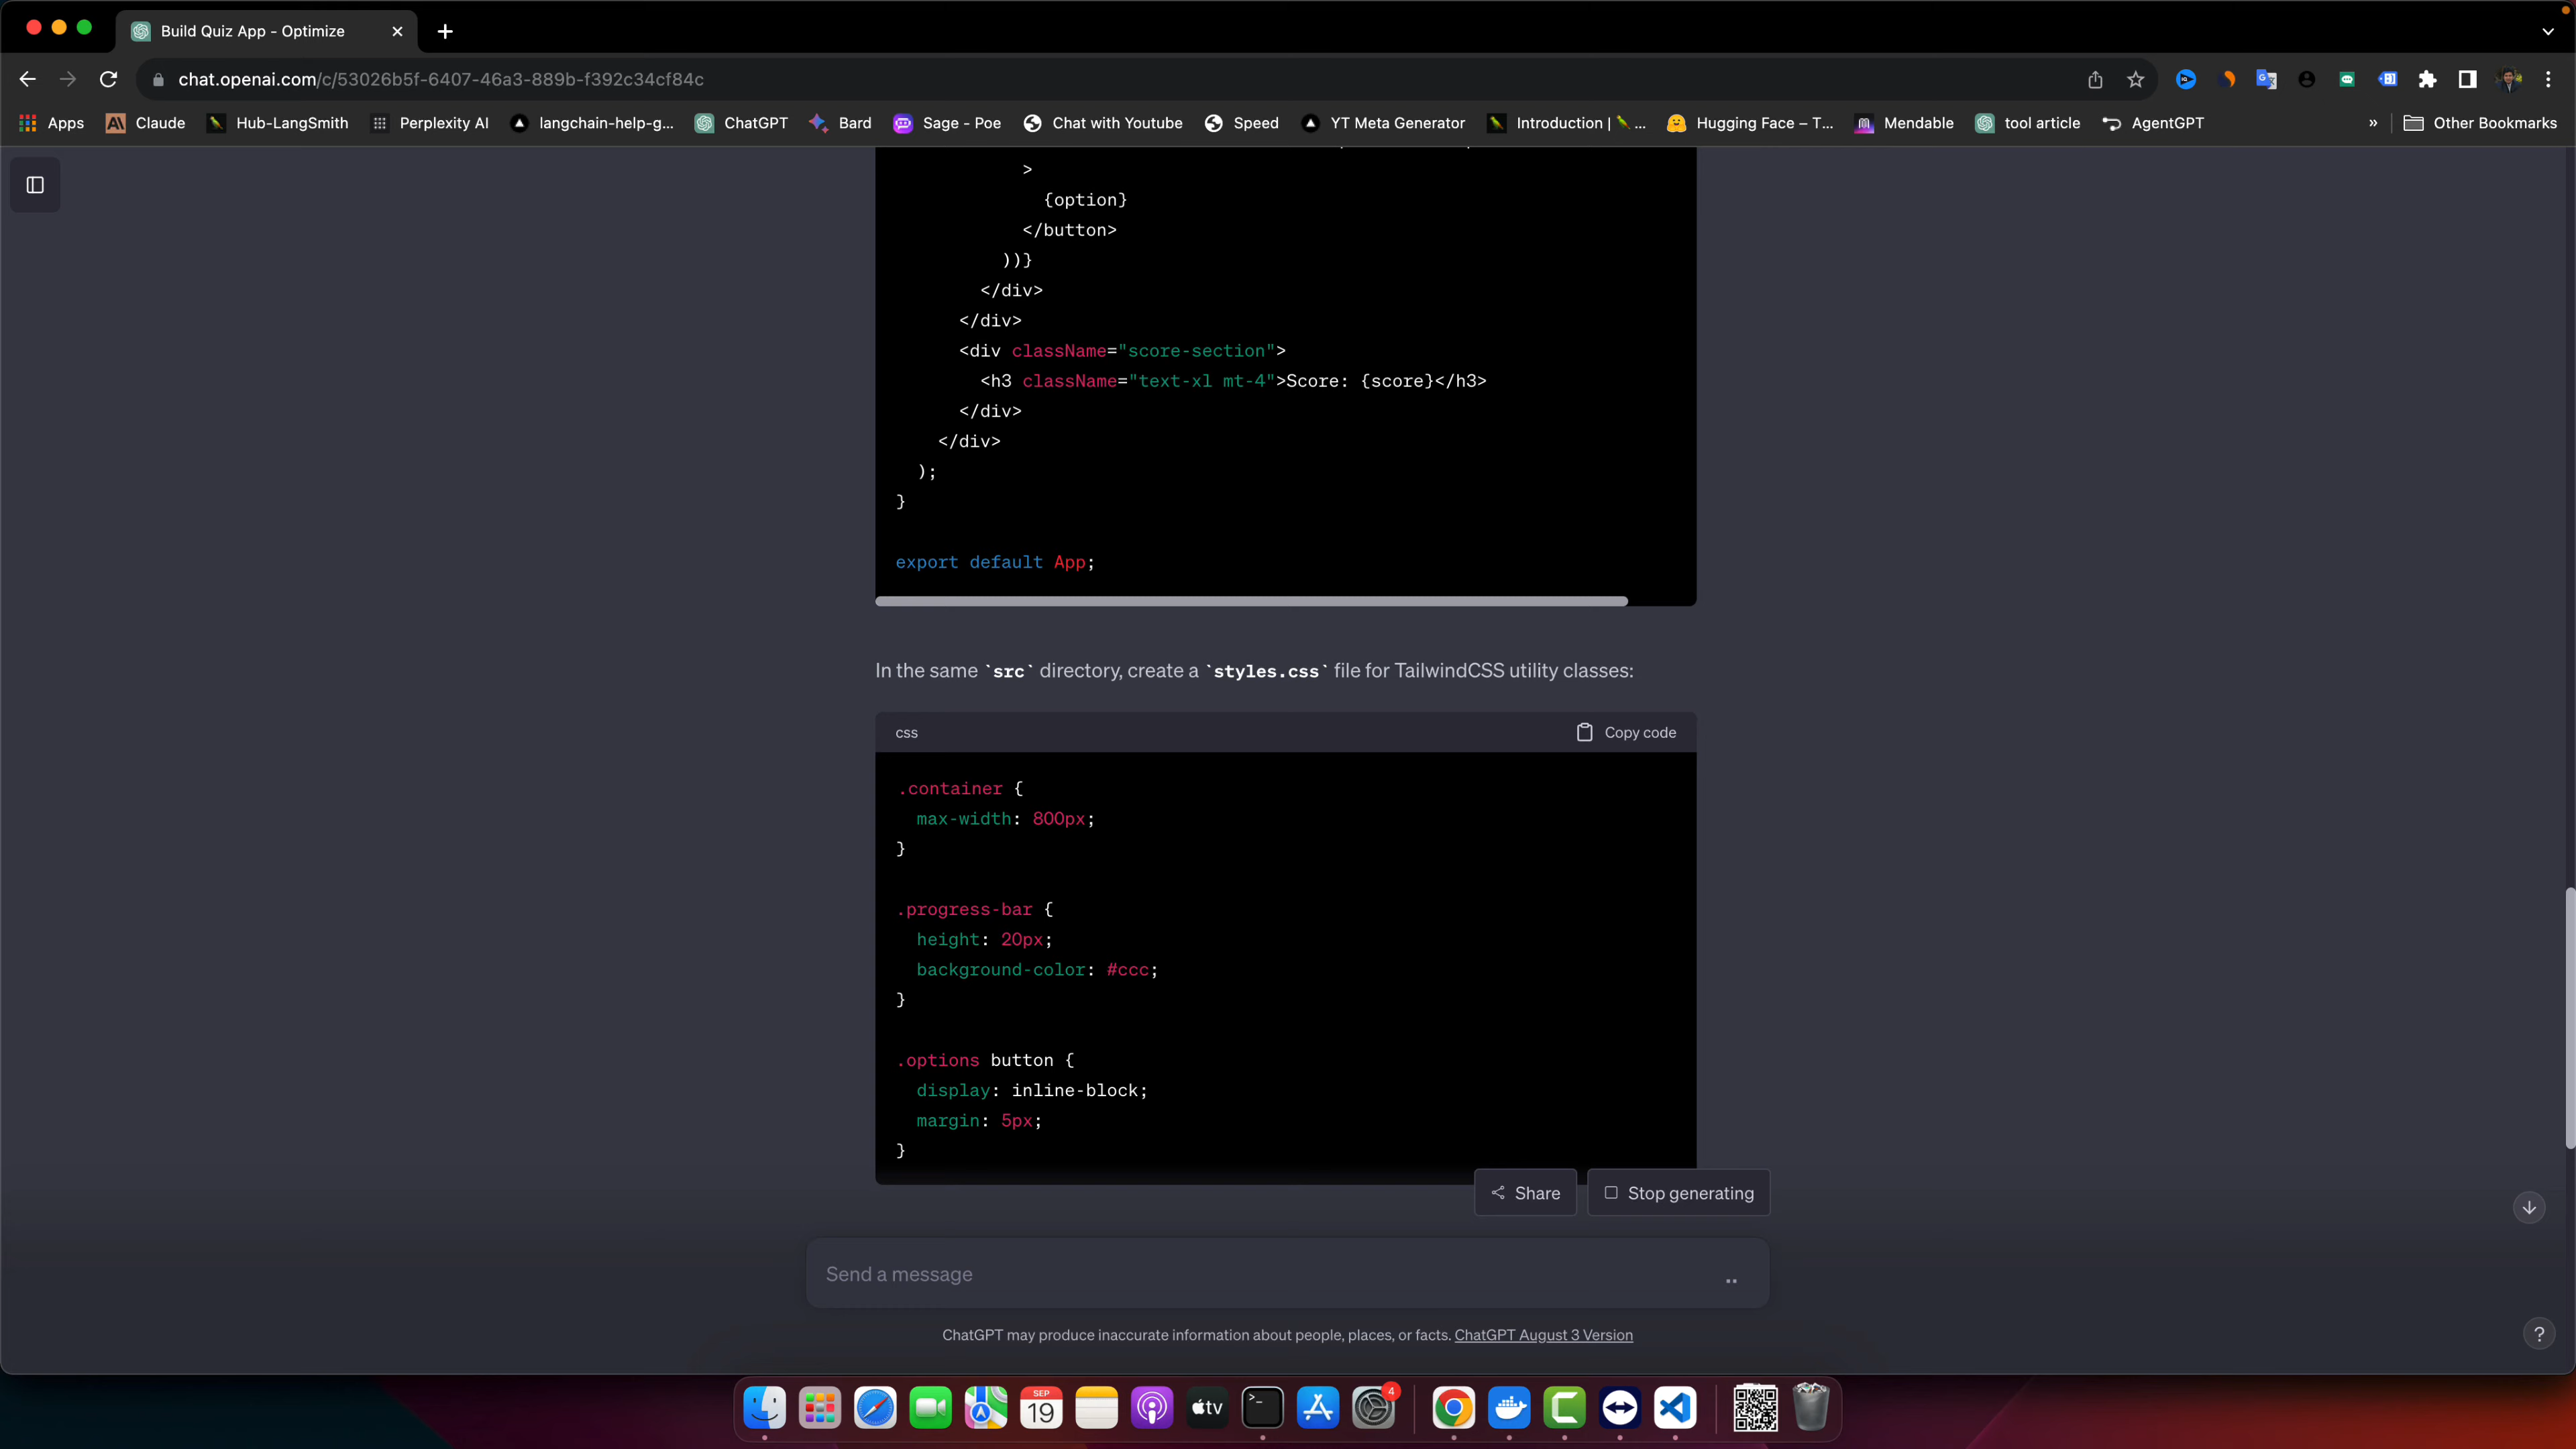 Build Quiz App - Optimize
chat.openai.com/c/53026b5f-6407-46a3-889b-f392c34cf84c
Apps Claude Hub-LangSmith Perplexity AI langchain-help-g... ChatGPT Bard Sage - Poe Chat with Youtube Speed YT Meta Generator Introduction | ... Hugging Face – T... Mendable tool article AgentGPT » Other Bookmarks
>
{option}
</button>
))}
</div>
</div>
<div className="score-section">
<h3 className="text-xl mt-4">Score: {score}</h3>
</div>
</div>
);
}
export default App;
In the same `src` directory, create a `styles.css` file for TailwindCSS utility classes:
css Copy code
.container {
max-width: 800px;
}
.progress-bar {
height: 20px;
background-color: #ccc;
}
.options button {
display: inline-block;
margin: 5px;
}
Share Stop generating
Send a message
ChatGPT may produce inaccurate information about people, places, or facts. ChatGPT August 3 Version
?
SEP
19
tv
>_
4